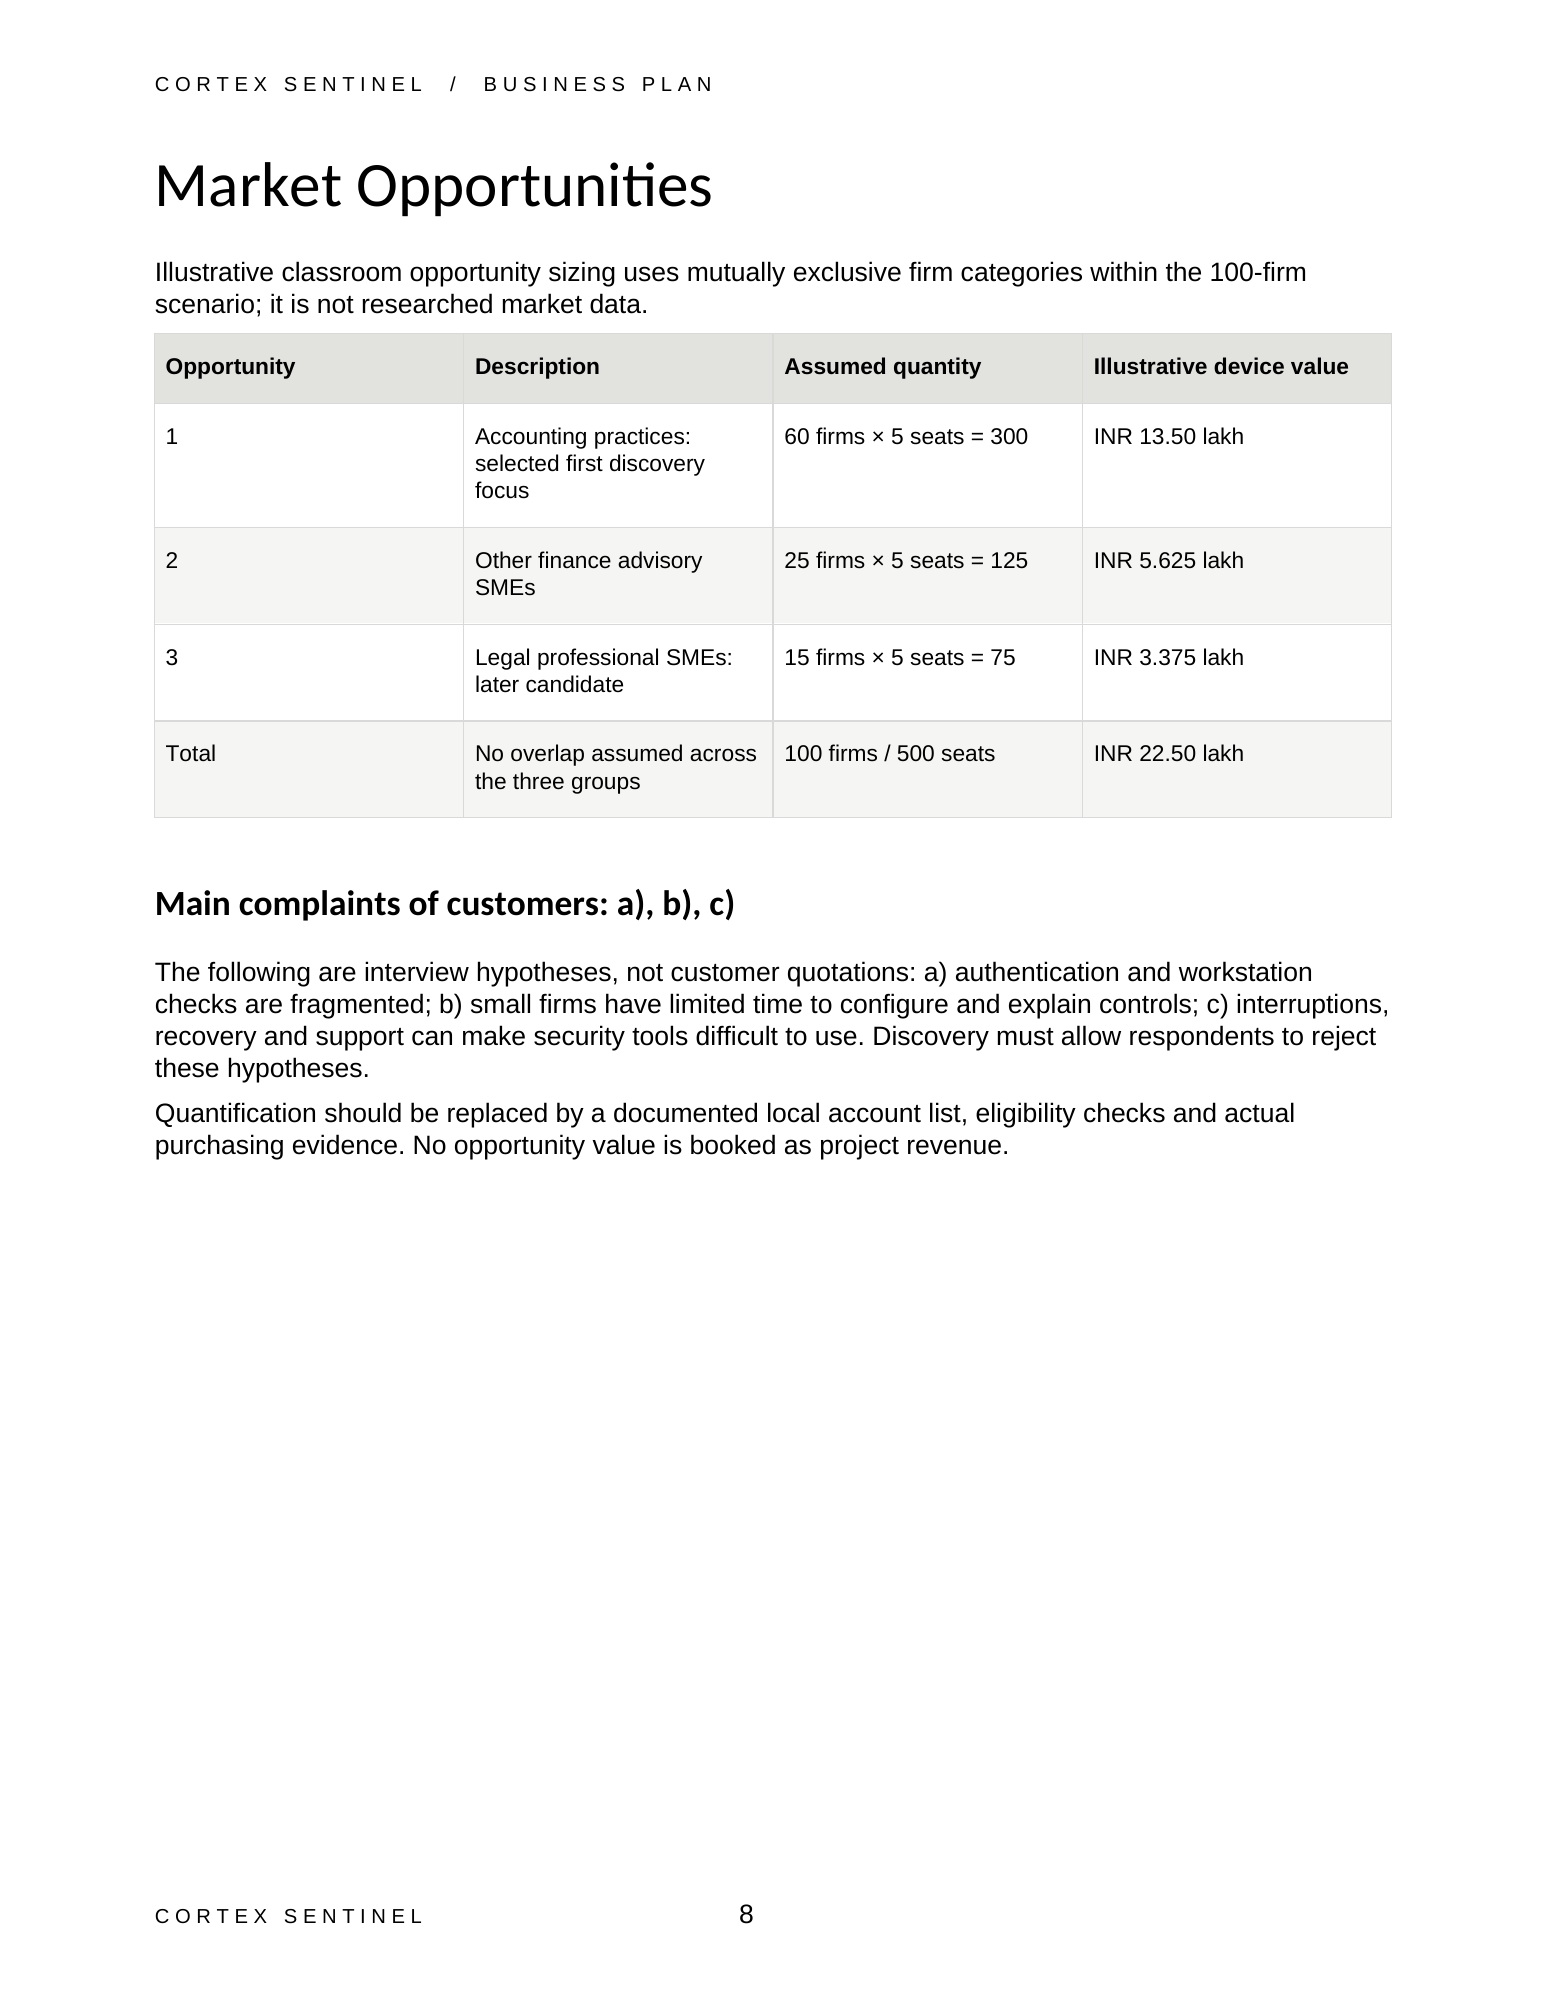 CORTEX SENTINEL / BUSINESS PLAN
Market Opportunities
Illustrative classroom opportunity sizing uses mutually exclusive firm categories within the 100-firm
scenario; it is not researched market data.
Opportunity Description Assumed quantity Illustrative device value
1 Accounting practices: 60 firms × 5 seats = 300 INR 13.50 lakh
selected first discovery
focus
2 Other finance advisory 25 firms × 5 seats = 125 INR 5.625 lakh
SMEs
3 Legal professional SMEs: 15 firms × 5 seats = 75 INR 3.375 lakh
later candidate
Total No overlap assumed across 100 firms / 500 seats INR 22.50 lakh
the three groups
Main complaints of customers: a), b), c)
The following are interview hypotheses, not customer quotations: a) authentication and workstation
checks are fragmented; b) small firms have limited time to configure and explain controls; c) interruptions,
recovery and support can make security tools difficult to use. Discovery must allow respondents to reject
these hypotheses.
Quantification should be replaced by a documented local account list, eligibility checks and actual
purchasing evidence. No opportunity value is booked as project revenue.
CORTEX SENTINEL 8